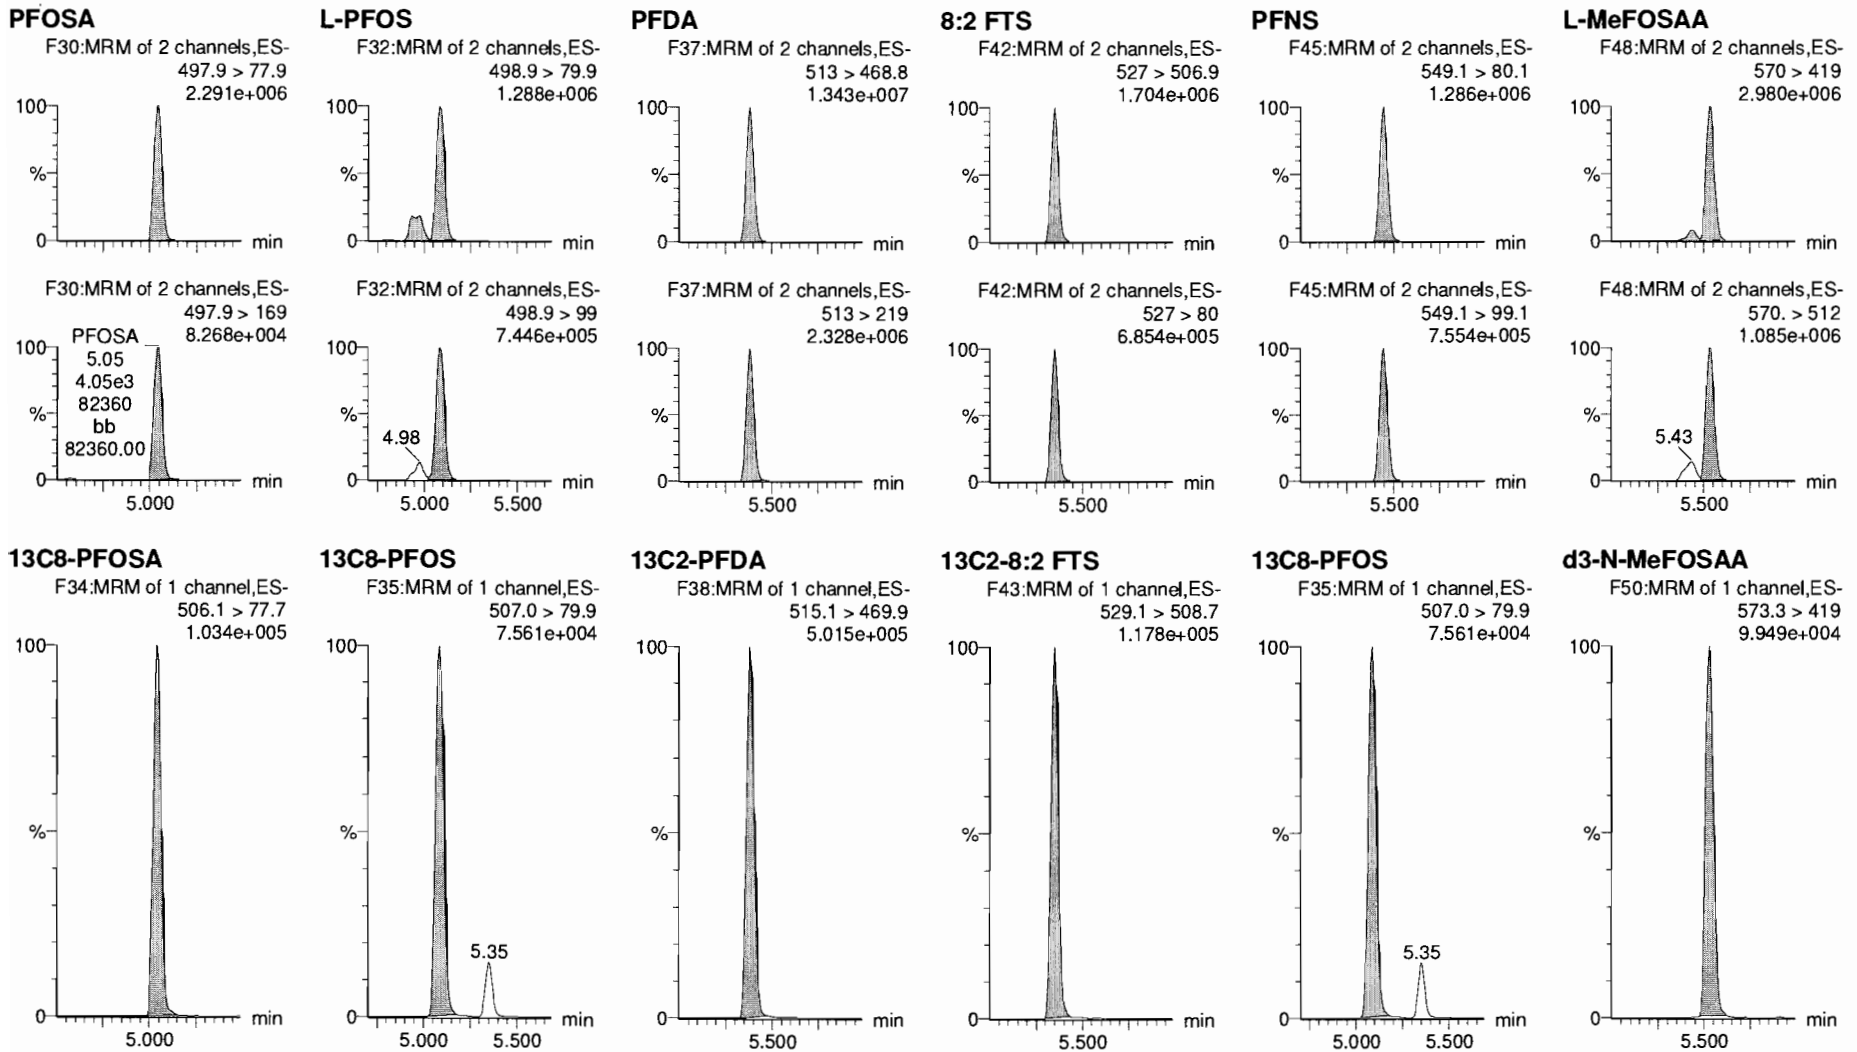 PFOSA
F30:MRM of 2 channels,ES-
497.9 > 77.9
2.291e+006
100
%
0
min
F30:MRM of 2 channels,ES-
497.9 > 169
8.268e+004
PFOSA
5.05
4.05e3
82360
bb
82360.00
100
%
0
min
5.000
L-PFOS
F32:MRM of 2 channels,ES-
498.9 > 79.9
1.288e+006
100
%
0
min
F32:MRM of 2 channels,ES-
498.9 > 99
7.446e+005
100
4.98
%
0
min
5.000 5.500
PFDA
F37:MRM of 2 channels,ES-
513 > 468.8
1.343e+007
100
%
0
min
F37:MRM of 2 channels,ES-
513 > 219
2.328e+006
100
%
0
min
5.500
8:2 FTS
F42:MRM of 2 channels,ES-
527 > 506.9
1.704e+006
100
%
0
min
F42:MRM of 2 channels,ES-
527 > 80
6.854e+005
100
%
0
min
5.500
PFNS
F45:MRM of 2 channels,ES-
549.1 > 80.1
1.286e+006
100
%
0
min
F45:MRM of 2 channels,ES-
549.1 > 99.1
7.554e+005
100
%
0
min
5.500
L-MeFOSAA
F48:MRM of 2 channels,ES-
570 > 419
2.980e+006
100
%
0
min
F48:MRM of 2 channels,ES-
570. > 512
1.085e+006
100
5.43
%
0
min
5.500
13C8-PFOSA
F34:MRM of 1 channel,ES-
506.1 > 77.7
1.034e+005
100
%
0
min
5.000
13C8-PFOS
F35:MRM of 1 channel,ES-
507.0 > 79.9
7.561e+004
100
%
5.35
0
min
5.000 5.500
13C2-PFDA
F38:MRM of 1 channel,ES-
515.1 > 469.9
5.015e+005
100
%
0
min
5.500
13C2-8:2 FTS
F43:MRM of 1 channel,ES-
529.1 > 508.7
1.178e+005
100
%
0
min
5.500
13C8-PFOS
F35:MRM of 1 channel,ES-
507.0 > 79.9
7.561e+004
100
%
5.35
0
min
5.000 5.500
d3-N-MeFOSAA
F50:MRM of 1 channel,ES-
573.3 > 419
9.949e+004
100
%
0
min
5.500